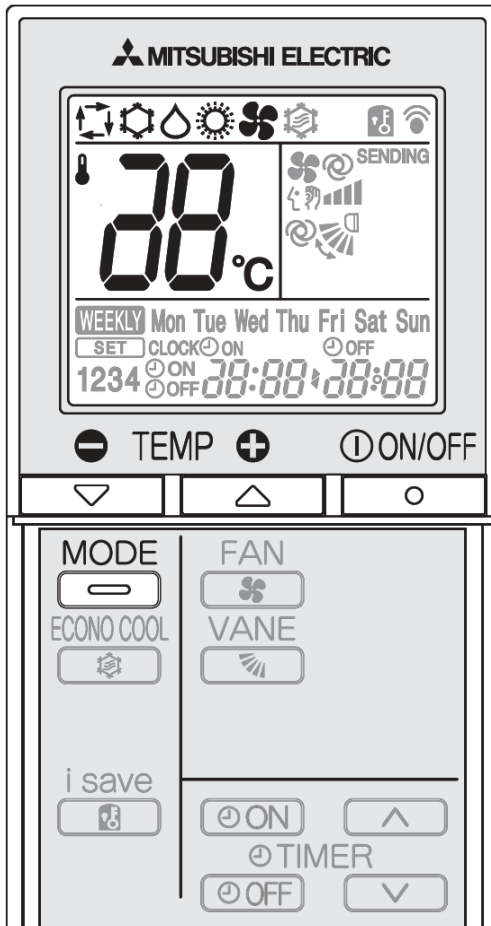 MITSUBISHI ELECTRIC
SENDING
°C
WEEKLY Mon Tue Wed Thu Fri Sat Sun
SET CLOCK ON OFF
1234 ON 88:88 88:88
OFF
TEMP ON/OFF
MODE FAN
ECONO COOL VANE
i save
ON
TIMER
OFF